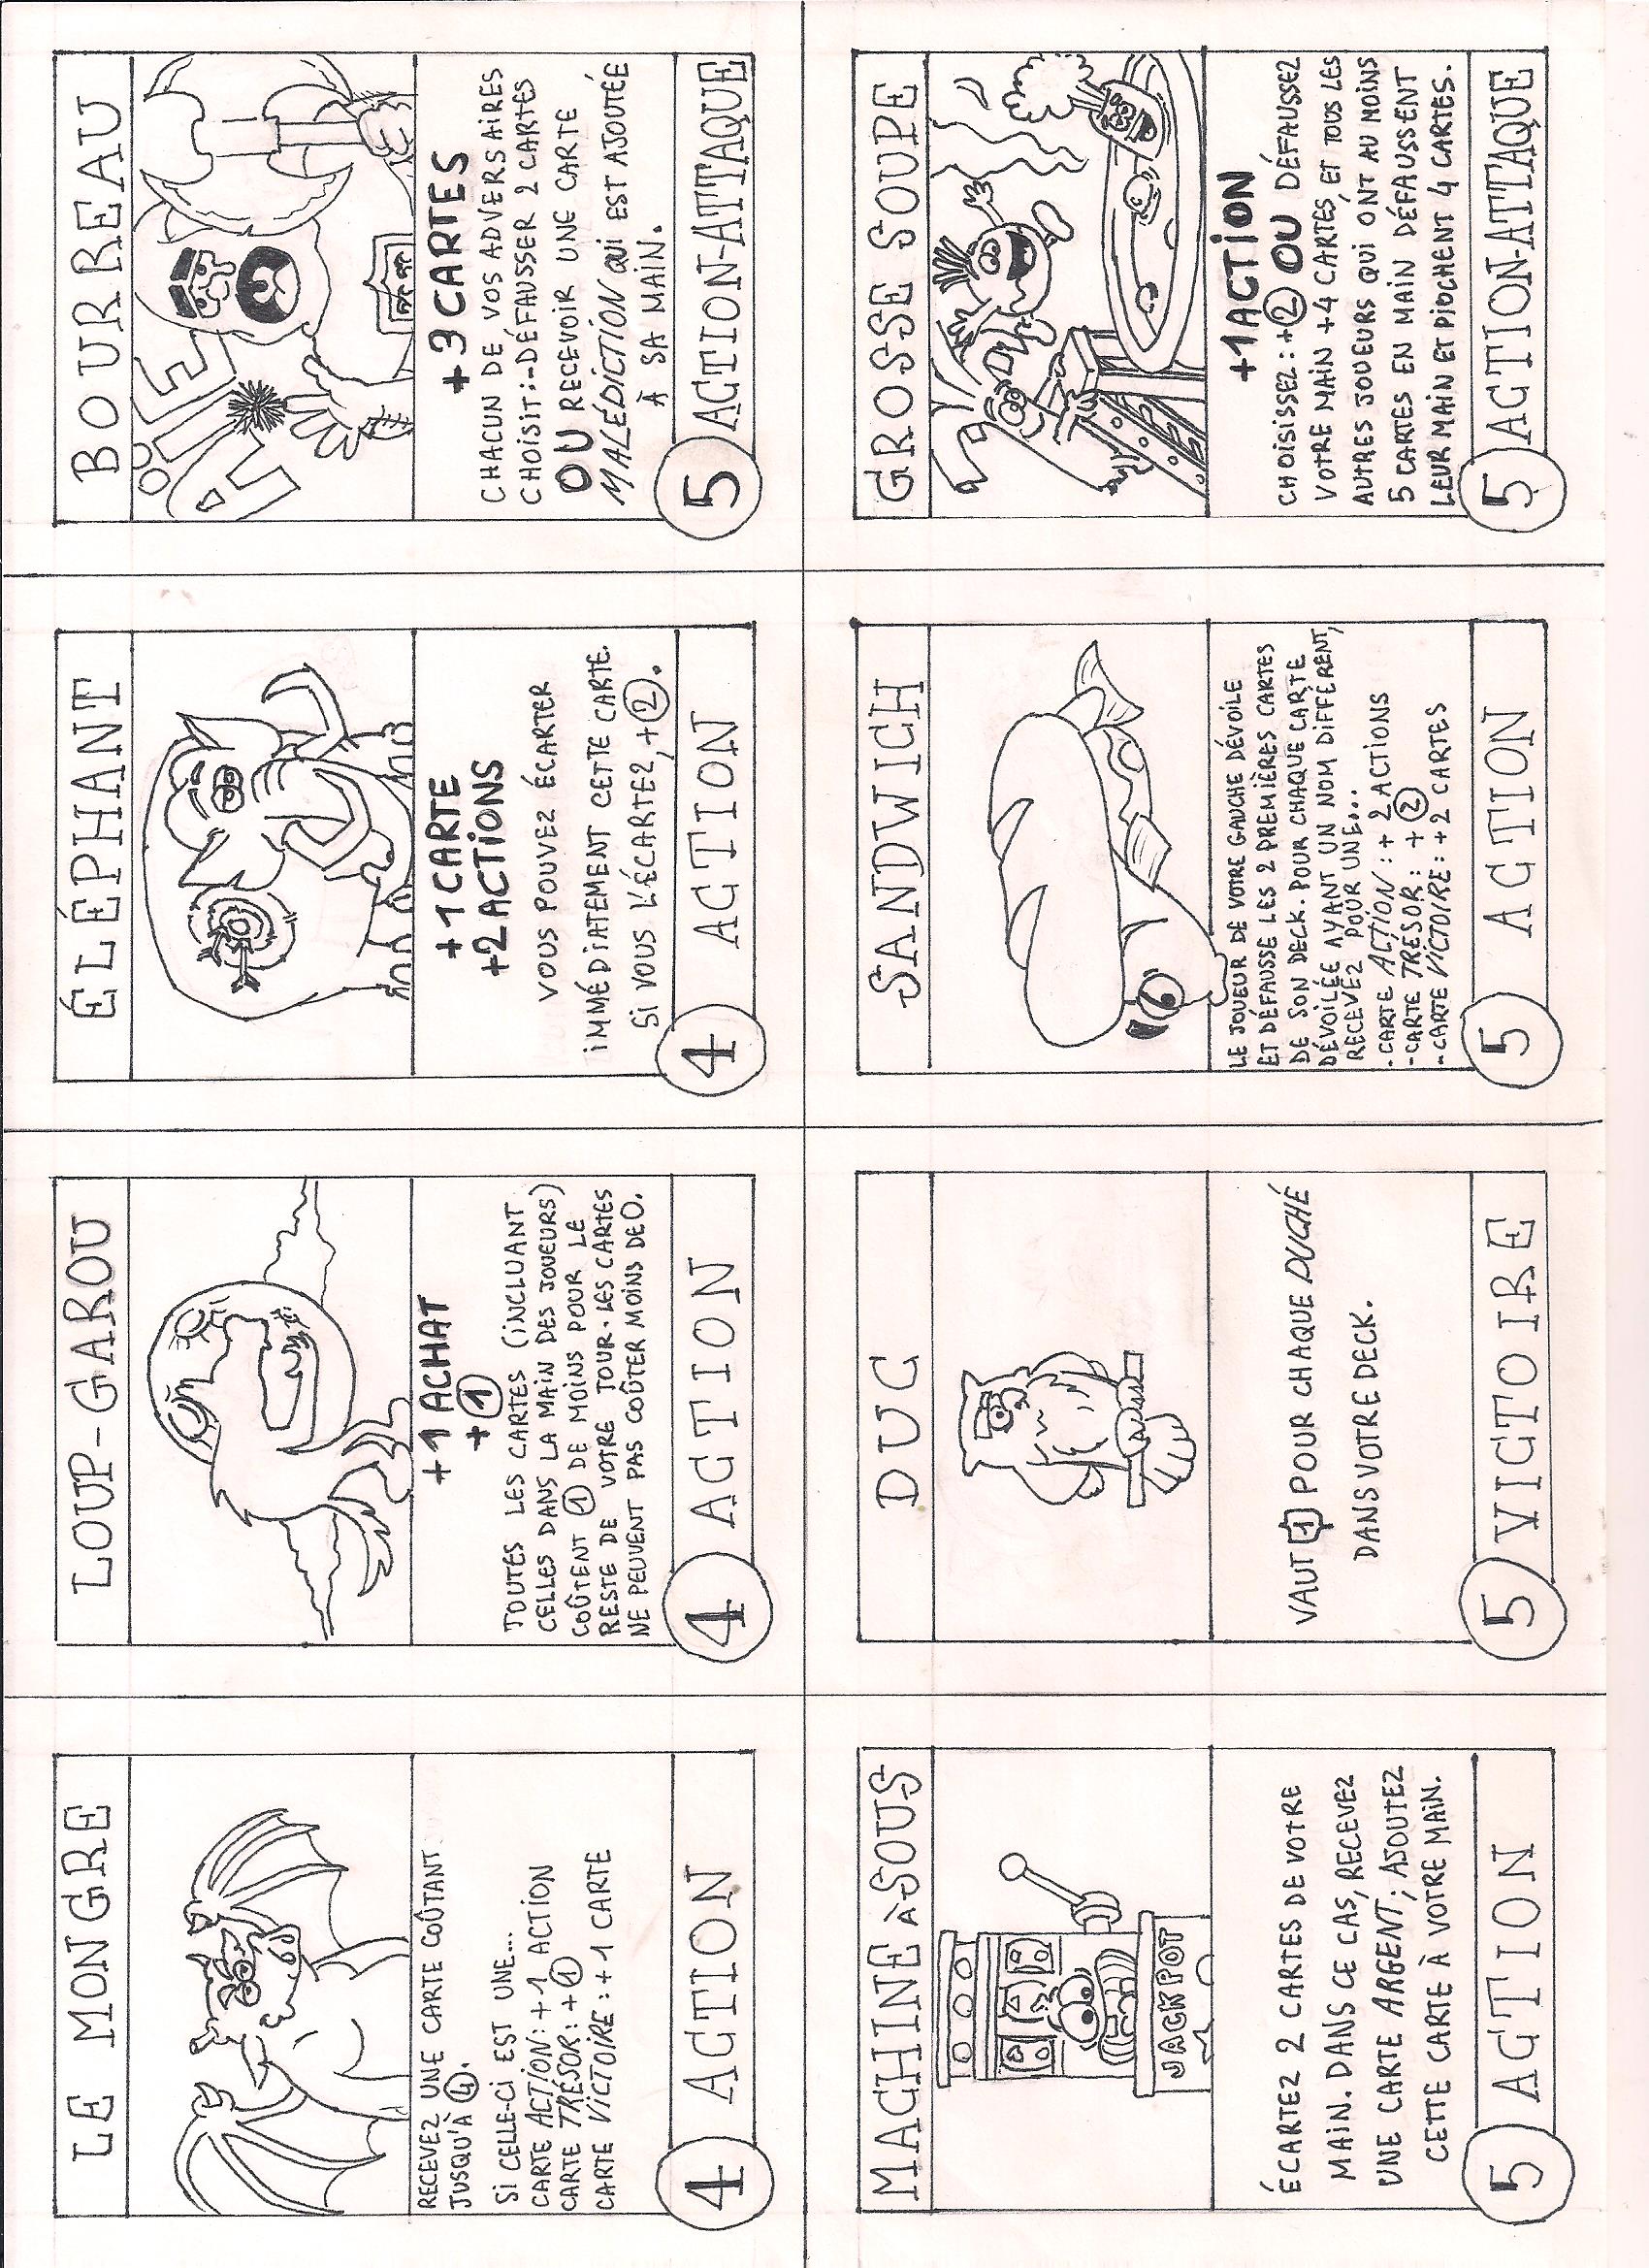 LE MONGRE
RECEVEZ UNE CARTE COÛTANT
JUSQU'À 4.
SI CELLE-CI EST UNE...
CARTE ACTION: +1 ACTION
CARTE TRÉSOR: +1
CARTE VICTOIRE: +1 CARTE
4 ACTION
LOUP-GAROU
+1 ACHAT
+1
TOUTES LES CARTES (INCLUANT
CELLES DANS LA MAIN DES JOUEURS)
COÛTENT 1 DE MOINS POUR LE
RESTE DE VOTRE TOUR. LES CARTES
NE PEUVENT PAS COÛTER MOINS DE 0.
4 ACTION
ÉLÉPHANT
+1 CARTE
+2 ACTIONS
VOUS POUVEZ ÉCARTER
IMMÉDIATEMENT CETTE CARTE.
SI VOUS L'ÉCARTEZ, +2.
4 ACTION
BOURREAU
AÏE
+3 CARTES
CHACUN DE VOS ADVERSAIRES
CHOISIT:-DÉFAUSSER 2 CARTES
OU RECEVOIR UNE CARTE
MALÉDICTION QUI EST AJOUTÉE
À SA MAIN.
5 ACTION-ATTAQUE
MACHINE À SOUS
JACKPOT
ÉCARTEZ 2 CARTES DE VOTRE
MAIN. DANS CE CAS, RECEVEZ
UNE CARTE ARGENT; AJOUTEZ
CETTE CARTE À VOTRE MAIN.
5 ACTION
DUC
VAUT 1 POUR CHAQUE DUCHÉ
DANS VOTRE DECK.
5 VICTOIRE
SANDWICH
LE JOUEUR DE VOTRE GAUCHE DÉVOILE
ET DÉFAUSSE LES 2 PREMIÈRES CARTES
DE SON DECK. POUR CHAQUE CARTE
DÉVOILÉE AYANT UN NOM DIFFÉRENT,
RECEVEZ POUR UNE...
-CARTE ACTION: +2 ACTIONS
-CARTE TRÉSOR: +2
-CARTE VICTOIRE: +2 CARTES
5 ACTION
GROSSE SOUPE
+1 ACTION
CHOISISSEZ: +2 OU DÉFAUSSEZ
VOTRE MAIN +4 CARTES ET TOUS LES
AUTRES JOUEURS QUI ONT AU MOINS
5 CARTES EN MAIN DÉFAUSSENT
LEUR MAIN ET PIOCHENT 4 CARTES.
5 ACTION-ATTAQUE